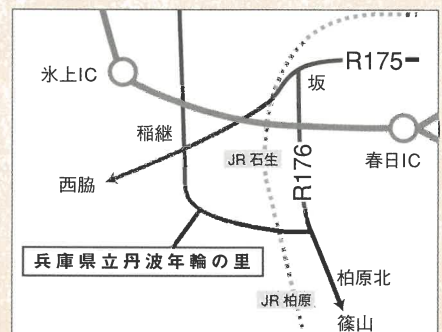 氷上IC
R175
坂
稲継
JR 石生
R176
春日IC
西脇
兵庫県立丹波年輪の里
柏原北
JR 柏原
篠山